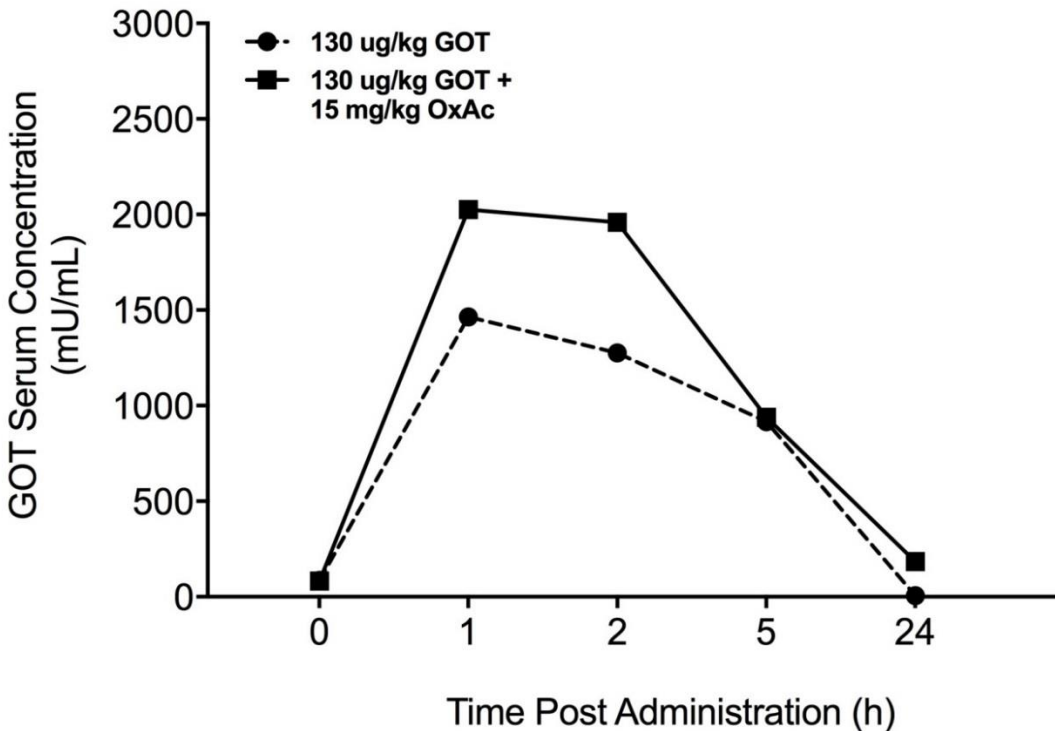 3000
2500
2000
1500
1000
500
0
GOT Serum Concentration
(mU/mL)
130 ug/kg GOT
130 ug/kg GOT +
15 mg/kg OxAc
0 1 2 5 24
Time Post Administration (h)